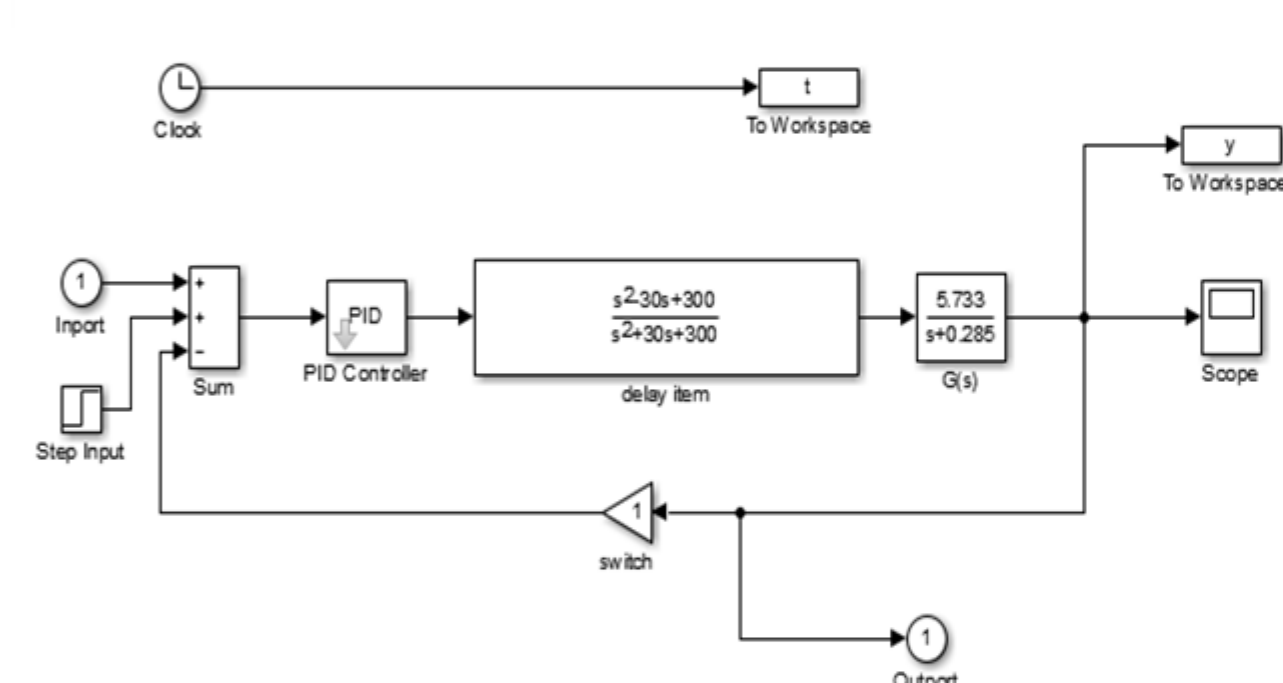 t
Clock
To Workspace
y
To Workspace
1
+
Inport
+
−
Sum
PID
PID Controller
s2-30s+300
s2+30s+300
delay item
5.733
s+0.285
G(s)
Scope
Step Input
1
switch
1
Outport